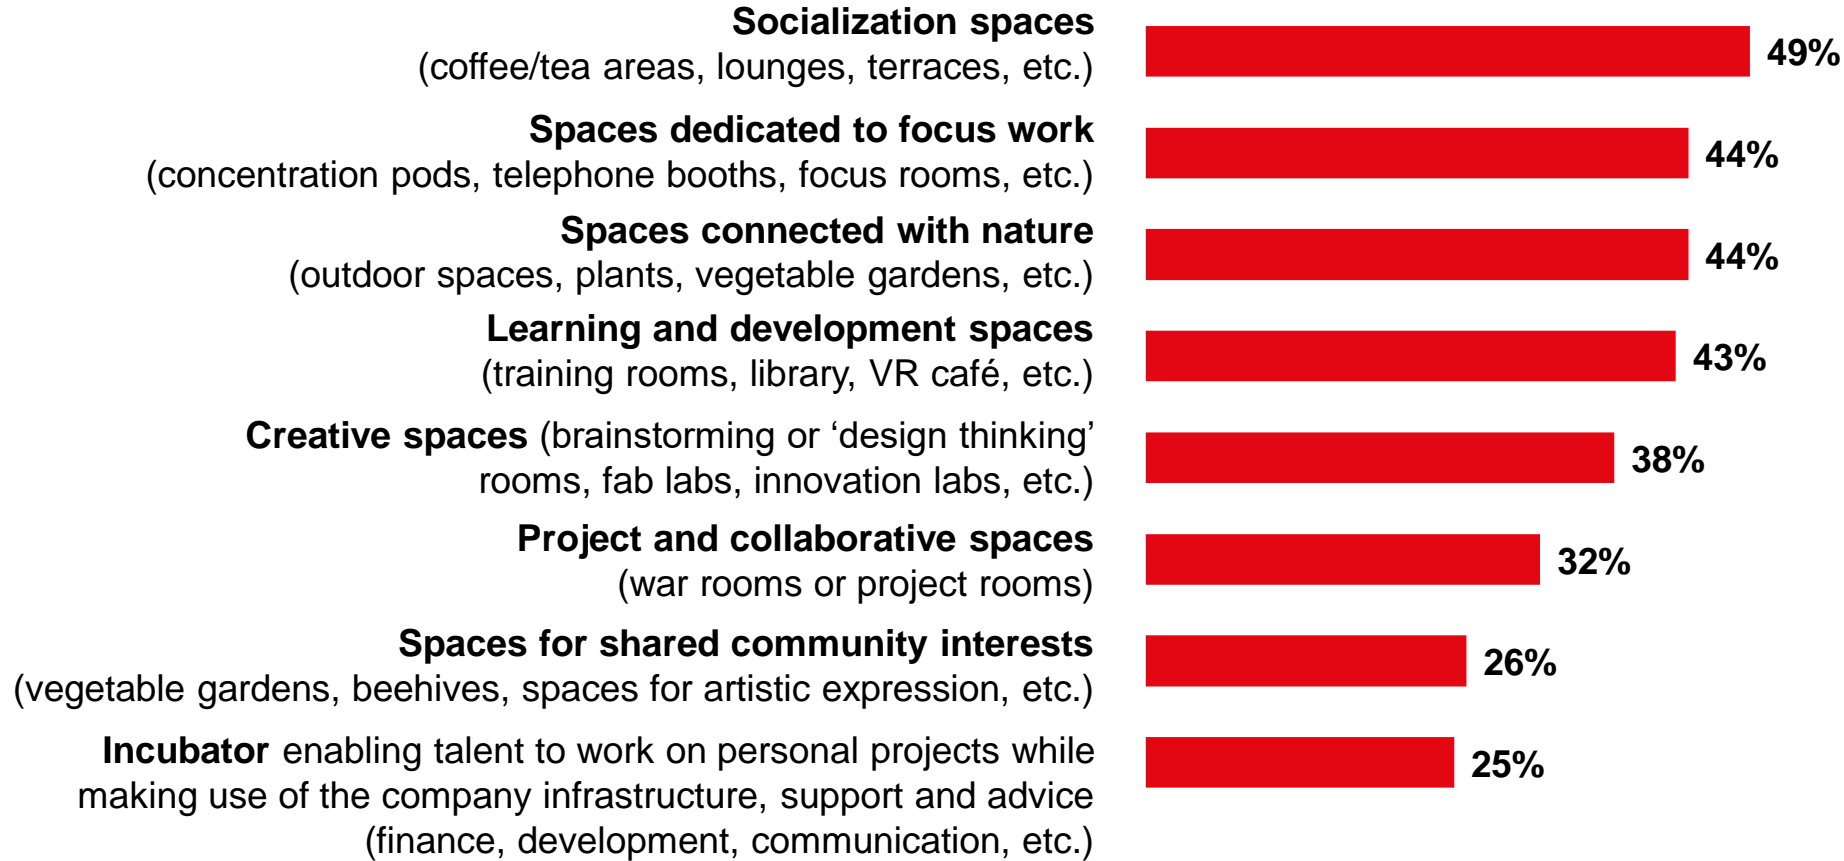 Socialization spaces
(coffee/tea areas, lounges, terraces, etc.)
49%
Spaces dedicated to focus work
(concentration pods, telephone booths, focus rooms, etc.)
44%
Spaces connected with nature
(outdoor spaces, plants, vegetable gardens, etc.)
44%
Learning and development spaces
(training rooms, library, VR café, etc.)
43%
Creative spaces (brainstorming or ‘design thinking’
rooms, fab labs, innovation labs, etc.)
38%
Project and collaborative spaces
(war rooms or project rooms)
32%
Spaces for shared community interests
(vegetable gardens, beehives, spaces for artistic expression, etc.)
26%
Incubator enabling talent to work on personal projects while
making use of the company infrastructure, support and advice
(finance, development, communication, etc.)
25%